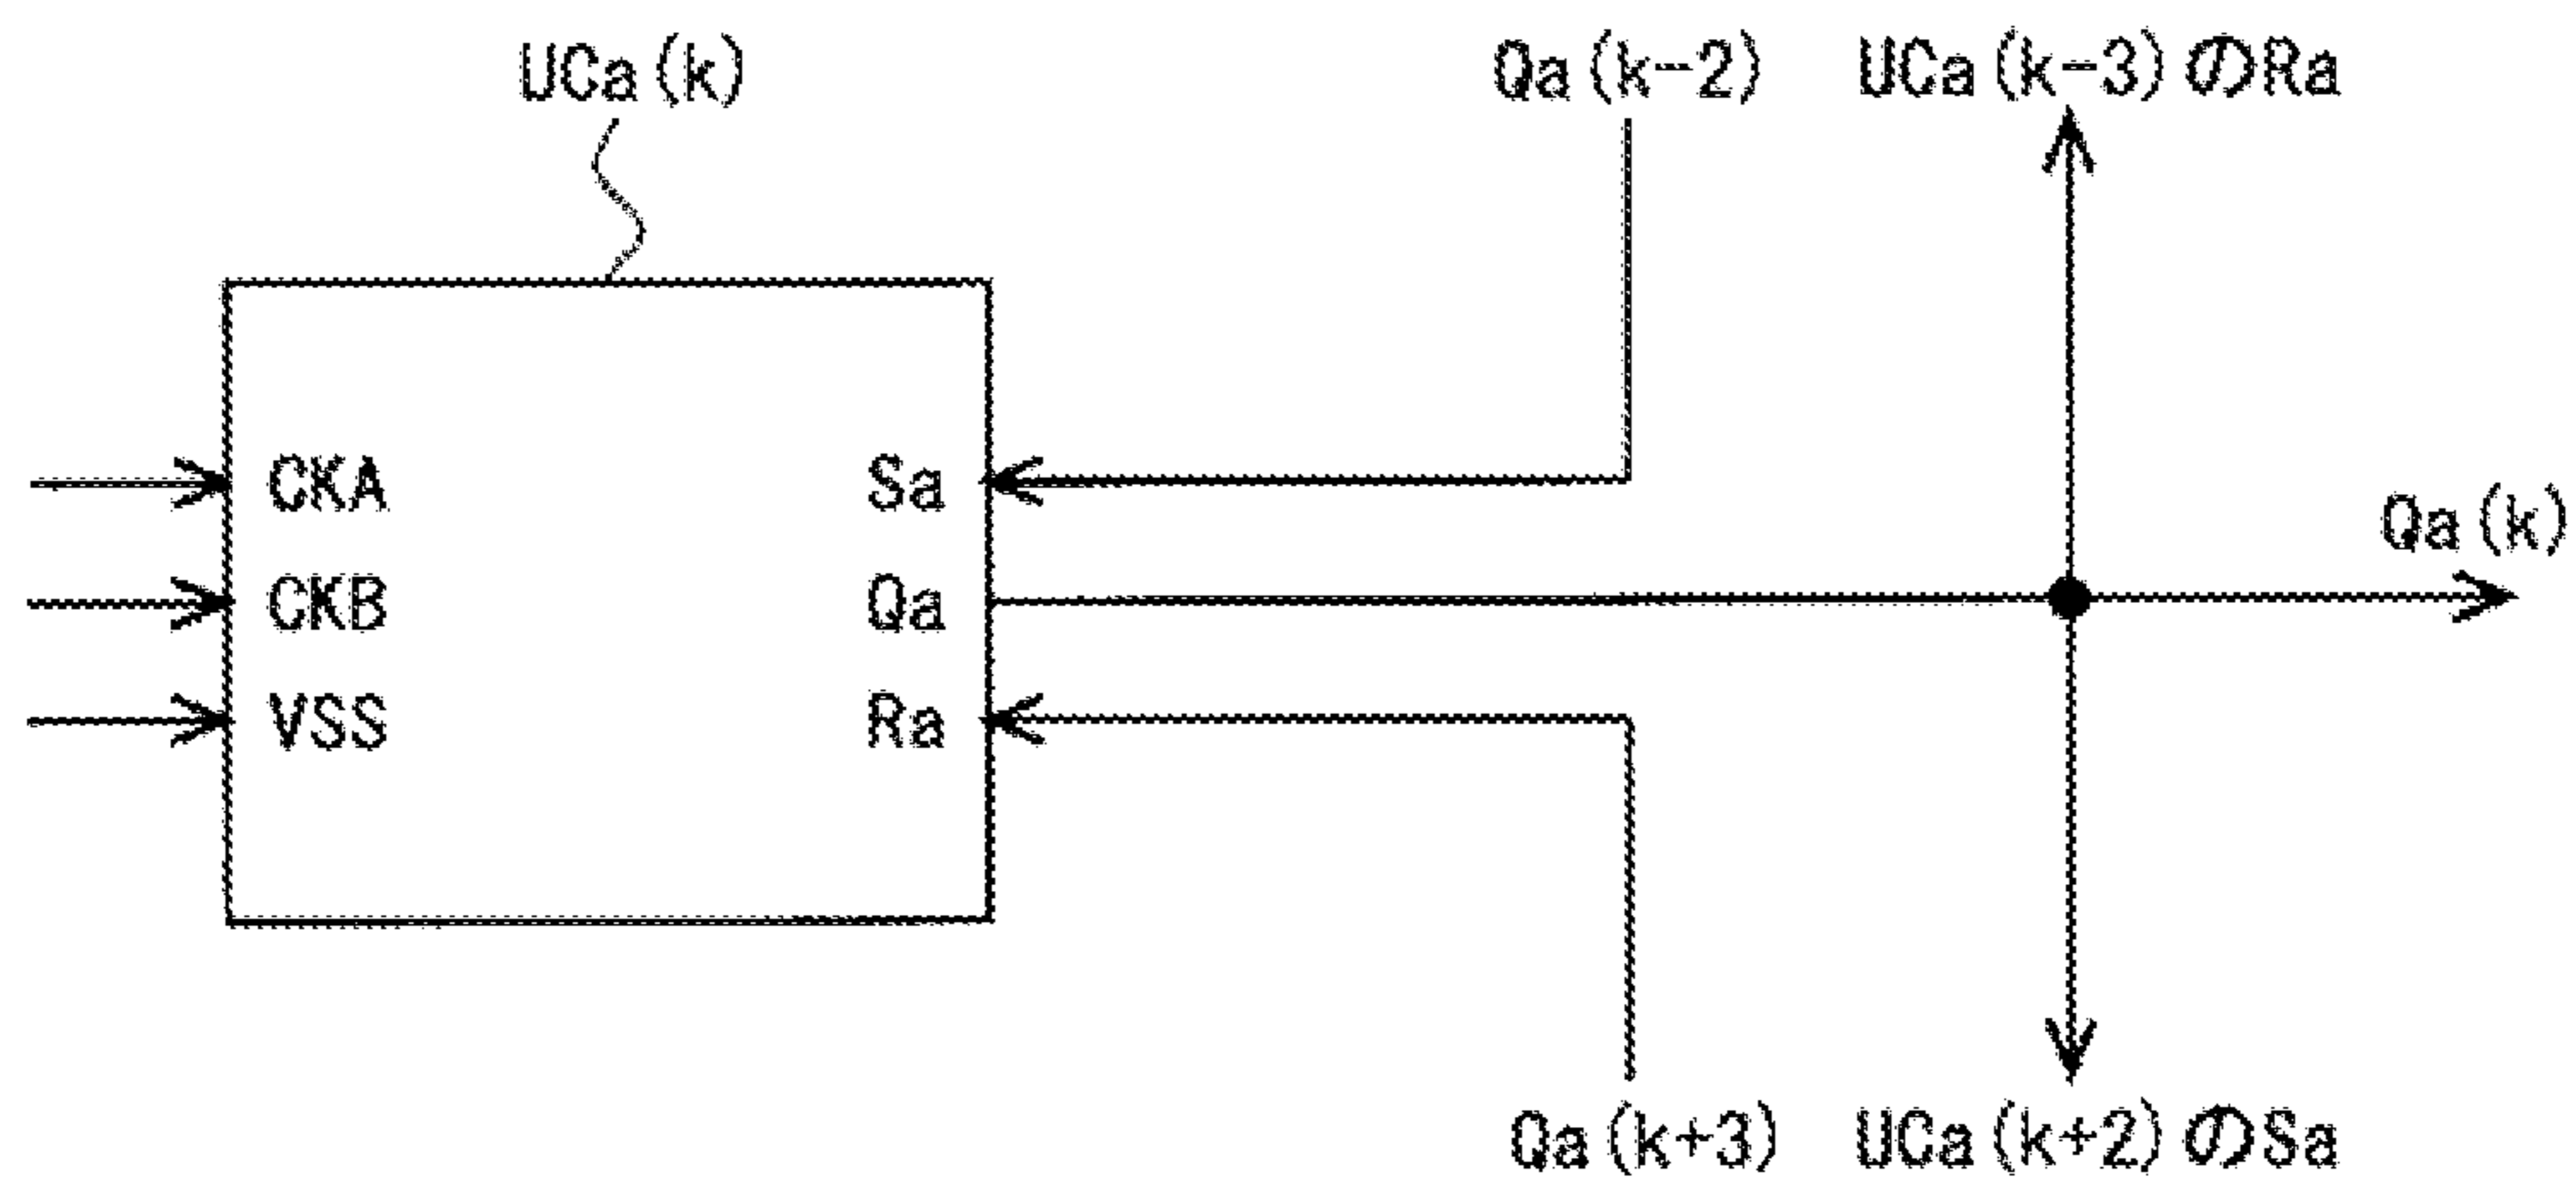 UCa(k)
Qa(k-2)
UCa(k-3)のRa
CKA
Sa
Qa(k)
CKB
Qa
VSS
Ra
Qa(k+3)
UCa(k+2)のSa